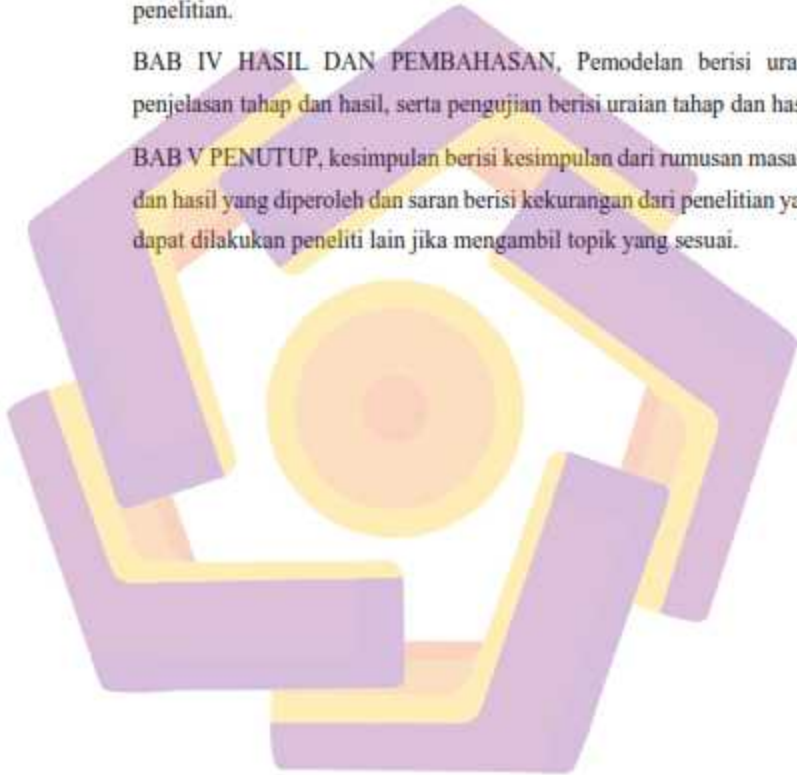 penelitian.
BAB IV HASIL DAN PEMBAHASAN, Pemodelan berisi
penjelasan tahap dan hasil, serta pengujian berisi uraian tahap dan
BAB V PENUTUP, kesimpulan berisi kesimpulan dari rumusan
dan hasil yang diperoleh dan saran berisi kekurangan dari penelitian
dapat dilakukan peneliti lain jika mengambil topik yang sesuai.